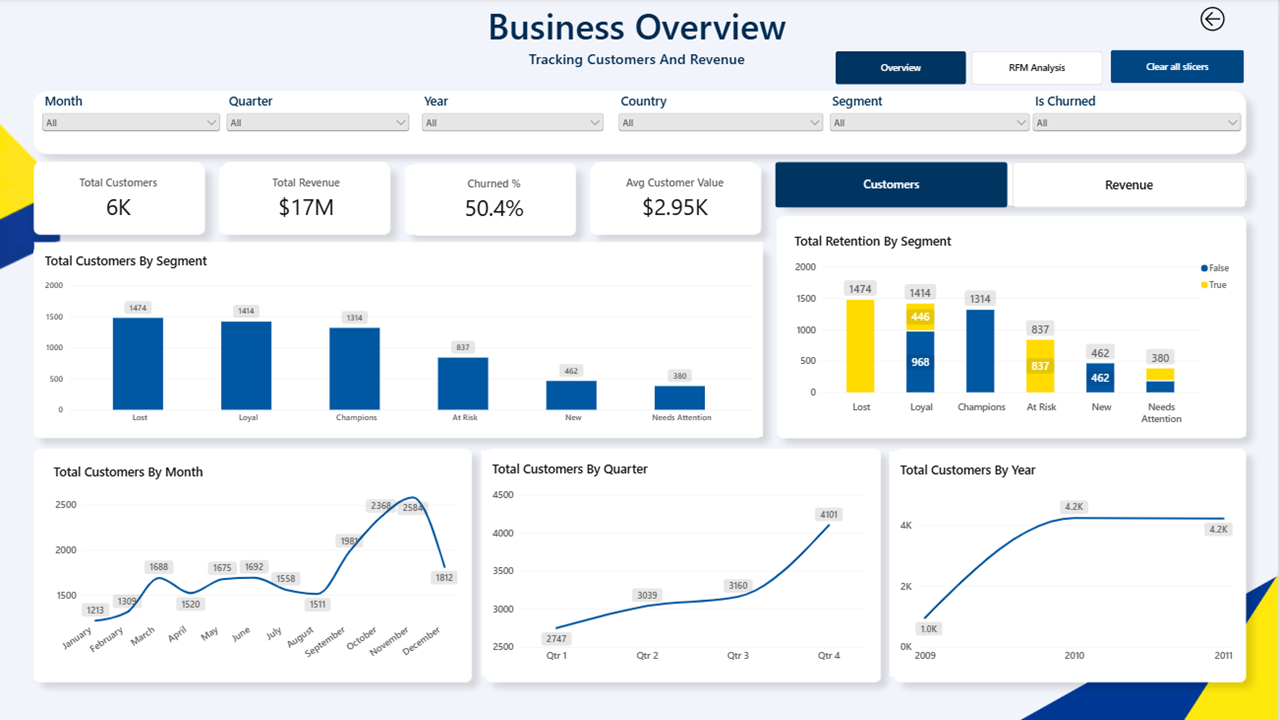 Business Overview
Tracking Customers And Revenue
Overview
RFM Analysis
Clear all slicers
Month
Quarter
Year
Country
Segment
Is Churned
All
All
All
All
All
All
Total Customers
6K
Total Revenue
$17M
Churned %
50.4%
Avg Customer Value
$2.95K
Customers
Revenue
Total Customers By Segment
2000
1500
1000
500
0
1474
1414
1314
837
462
380
Lost
Loyal
Champions
At Risk
New
Needs Attention
Total Retention By Segment
False
True
2000
1500
1000
500
0
1474
1414
446
968
1314
837
837
462
462
380
Lost
Loyal
Champions
At Risk
New
Needs
Attention
Total Customers By Month
2500
2000
1500
1213
1309
1688
1520
1675
1692
1558
1511
1981
2368
2584
1812
January
February
March
April
May
June
July
August
September
October
November
December
Total Customers By Quarter
4500
4000
3500
3000
2500
2747
3039
3160
4101
Qtr 1
Qtr 2
Qtr 3
Qtr 4
Total Customers By Year
4K
2K
0K
1.0K
4.2K
4.2K
2009
2010
2011